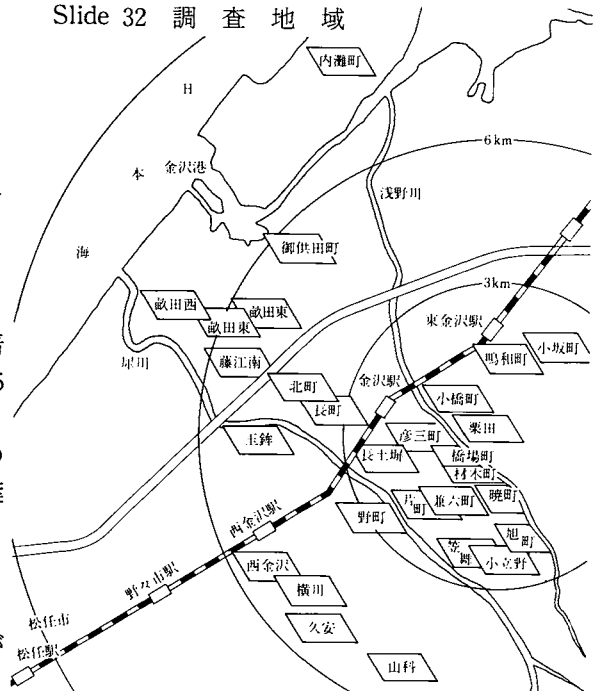 Slide 32 調査地域
内灘町
日本海
金沢港
6km
浅野川
御供田町
3km
畝田西
畝田東
畝田東
東金沢駅
小坂町
鳴和町
犀川
藤江南
北町
長町
金沢駅
小橋町
栗田
玉鉾
彦三町
橋場町
材木町
長土塀
片町
兼六町
暁町
野町
旭町
笠舞
小立野
西金沢駅
西金沢
横川
野々市駅
久安
松任市
松任駅
山科